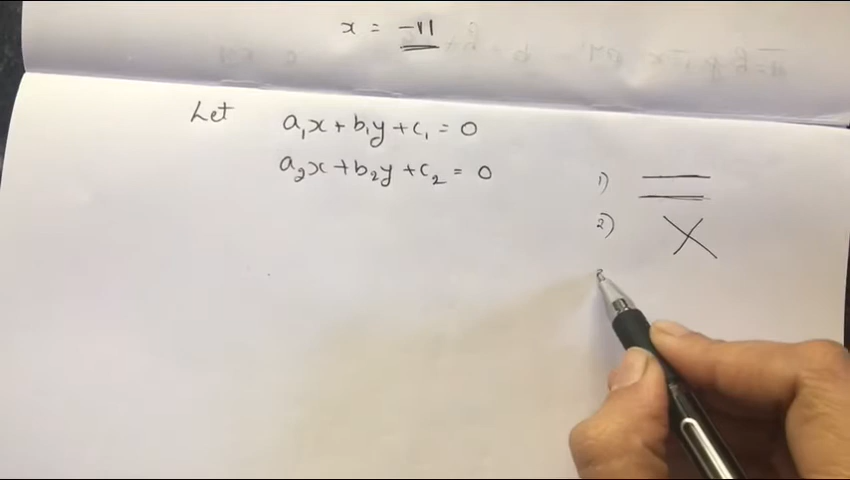 x = -11
Let a₁x + b₁y + c₁ = 0
a₂x + b₂y + c₂ = 0
1)
2)